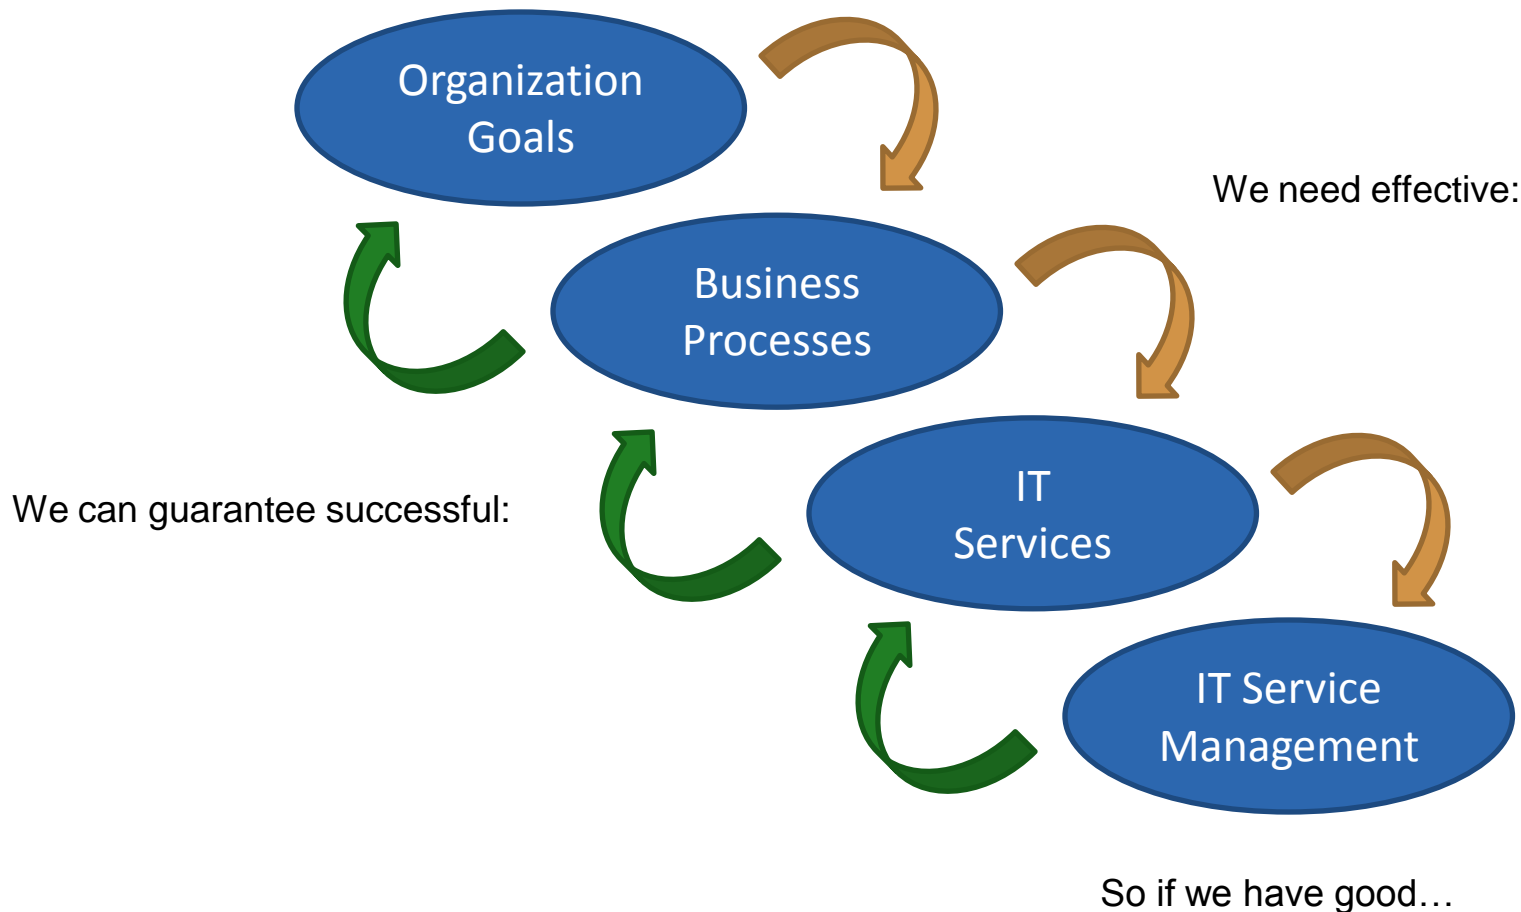 Organization
Goals
We need effective:
Business
Processes
We can guarantee successful:
IT
Services
IT Service
Management
So if we have good…